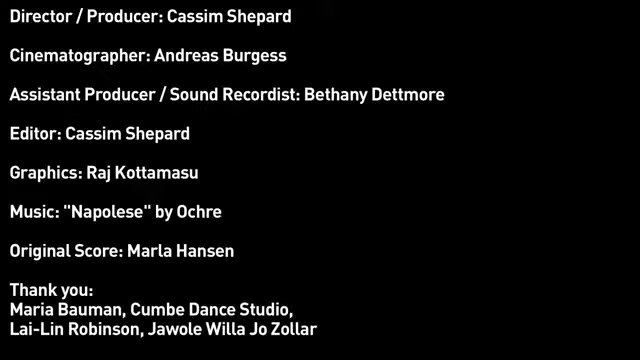 Director / Producer: Cassim Shepard
Cinematographer: Andreas Burgess
Assistant Producer / Sound Recordist: Bethany Dettmore
Editor: Cassim Shepard
Graphics: Raj Kottamasu
Music: "Napolese" by Ochre
Original Score: Marla Hansen
Thank you:
Maria Bauman, Cumbe Dance Studio,
Lai-Lin Robinson, Jawole Willa Jo Zollar